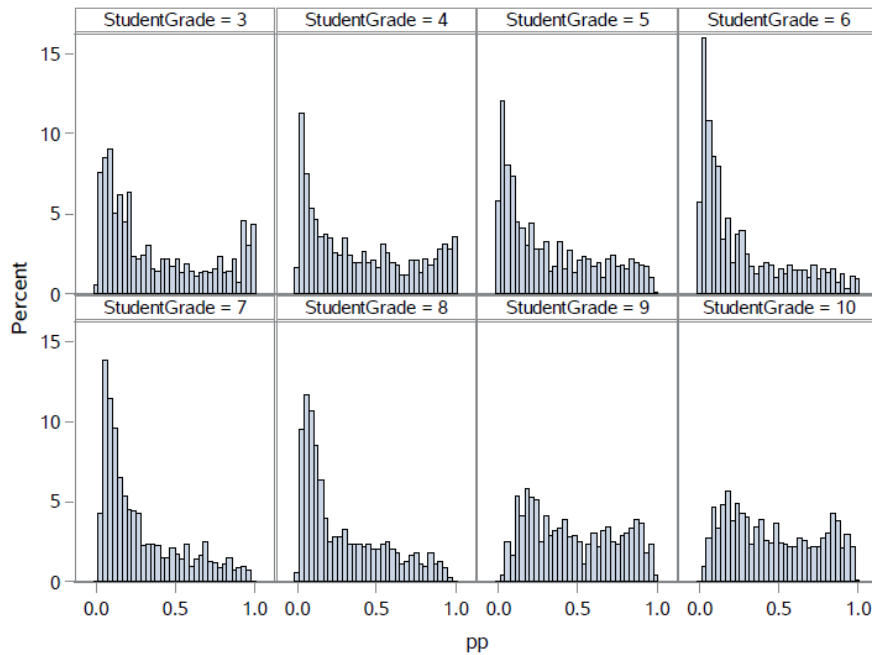 StudentGrade = 3 StudentGrade = 4 StudentGrade = 5 StudentGrade = 6
15
10
5
0
Percent
StudentGrade = 7 StudentGrade = 8 StudentGrade = 9 StudentGrade = 10
15
10
5
0
0.0 0.5 1.0 0.0 0.5 1.0 0.0 0.5 1.0 0.0 0.5 1.0
pp